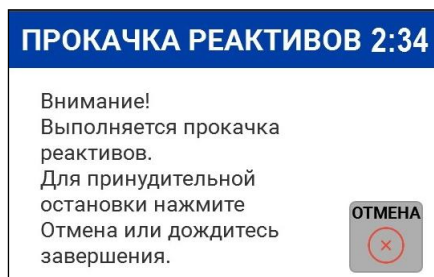 ПРОКАЧКА РЕАКТИВОВ 2:34
Внимание!
Выполняется прокачка
реактивов.
Для принудительной
остановки нажмите
Отмена или дождитесь
завершения.
ОТМЕНА